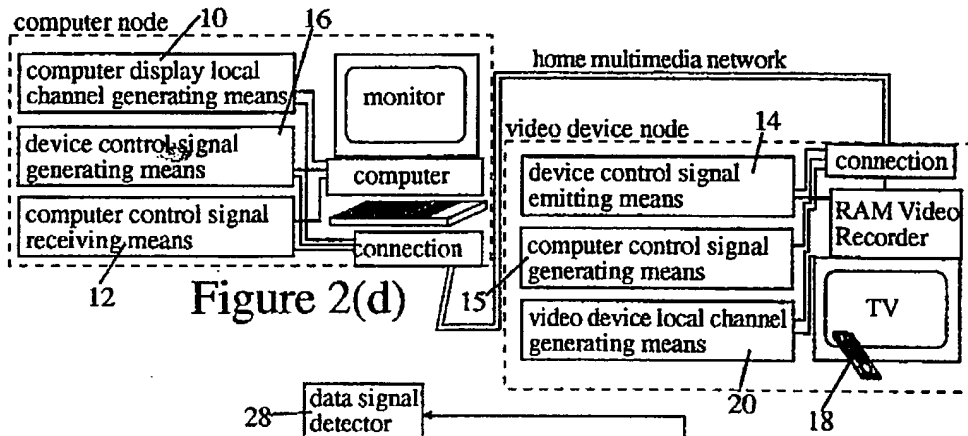 computer node
10
16
computer display local
channel generating means
device control signal
generating means
computer control signal
receiving means
12
monitor
computer
connection
Figure 2(d)
home multimedia network
video device node
14
device control signal
emitting means
computer control signal
generating means
15
video device local channel
generating means
20
connection
RAM Video
Recorder
TV
18
28
data signal
detector